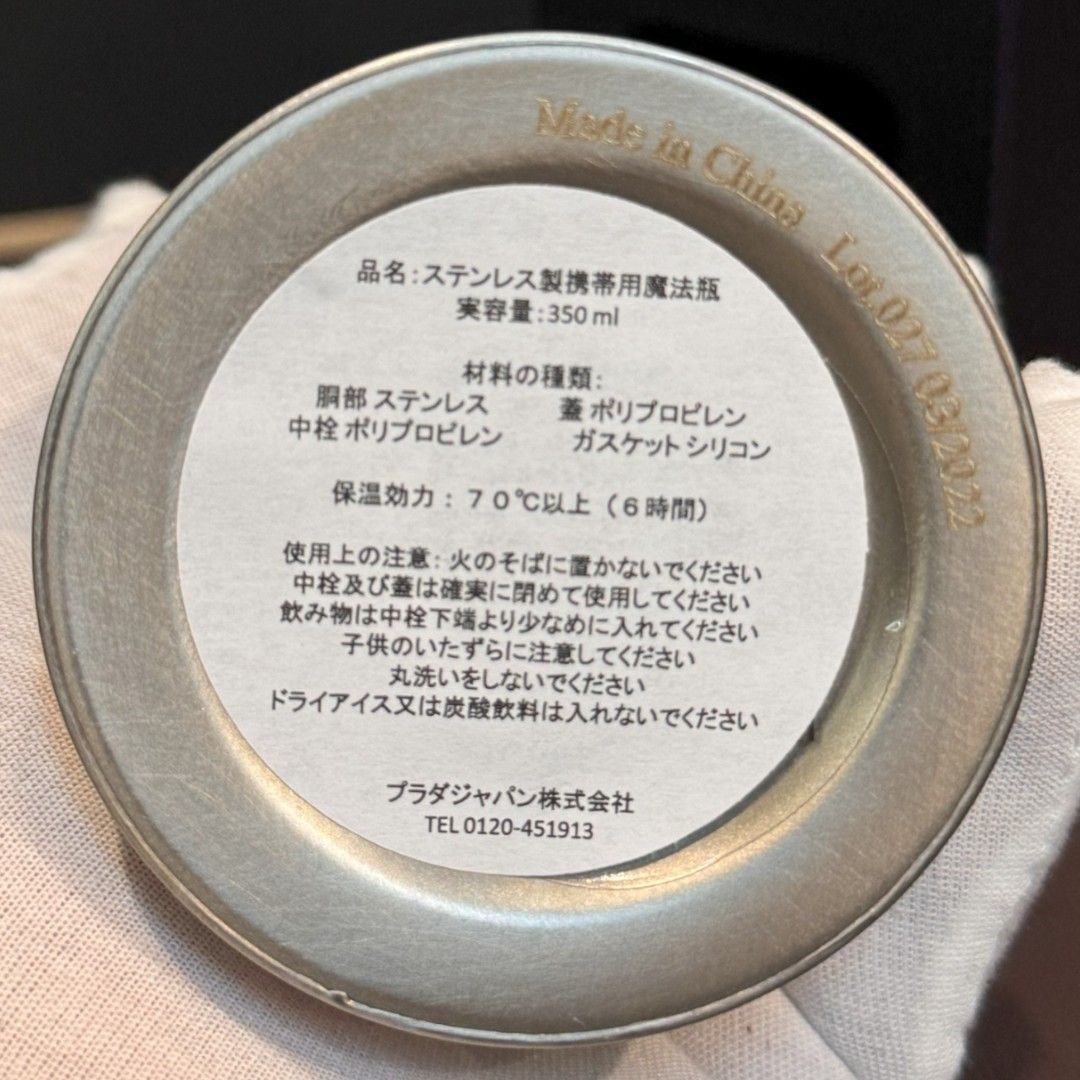 Made in China Lot.027 03/2022
品名：ステンレス製携帯用魔法瓶
実容量：350 ml
材料の種類：
胴部 ステンレス 蓋 ポリプロピレン
中栓 ポリプロピレン ガスケット シリコン
保温効力：７０℃以上（６時間）
使用上の注意：火のそばに置かないでください
中栓及び蓋は確実に閉めて使用してください
飲み物は中栓下端より少なめに入れてください
子供のいたずらに注意してください
丸洗いをしないでください
ドライアイス又は炭酸飲料は入れないでください
プラダジャパン株式会社
TEL 0120-451913